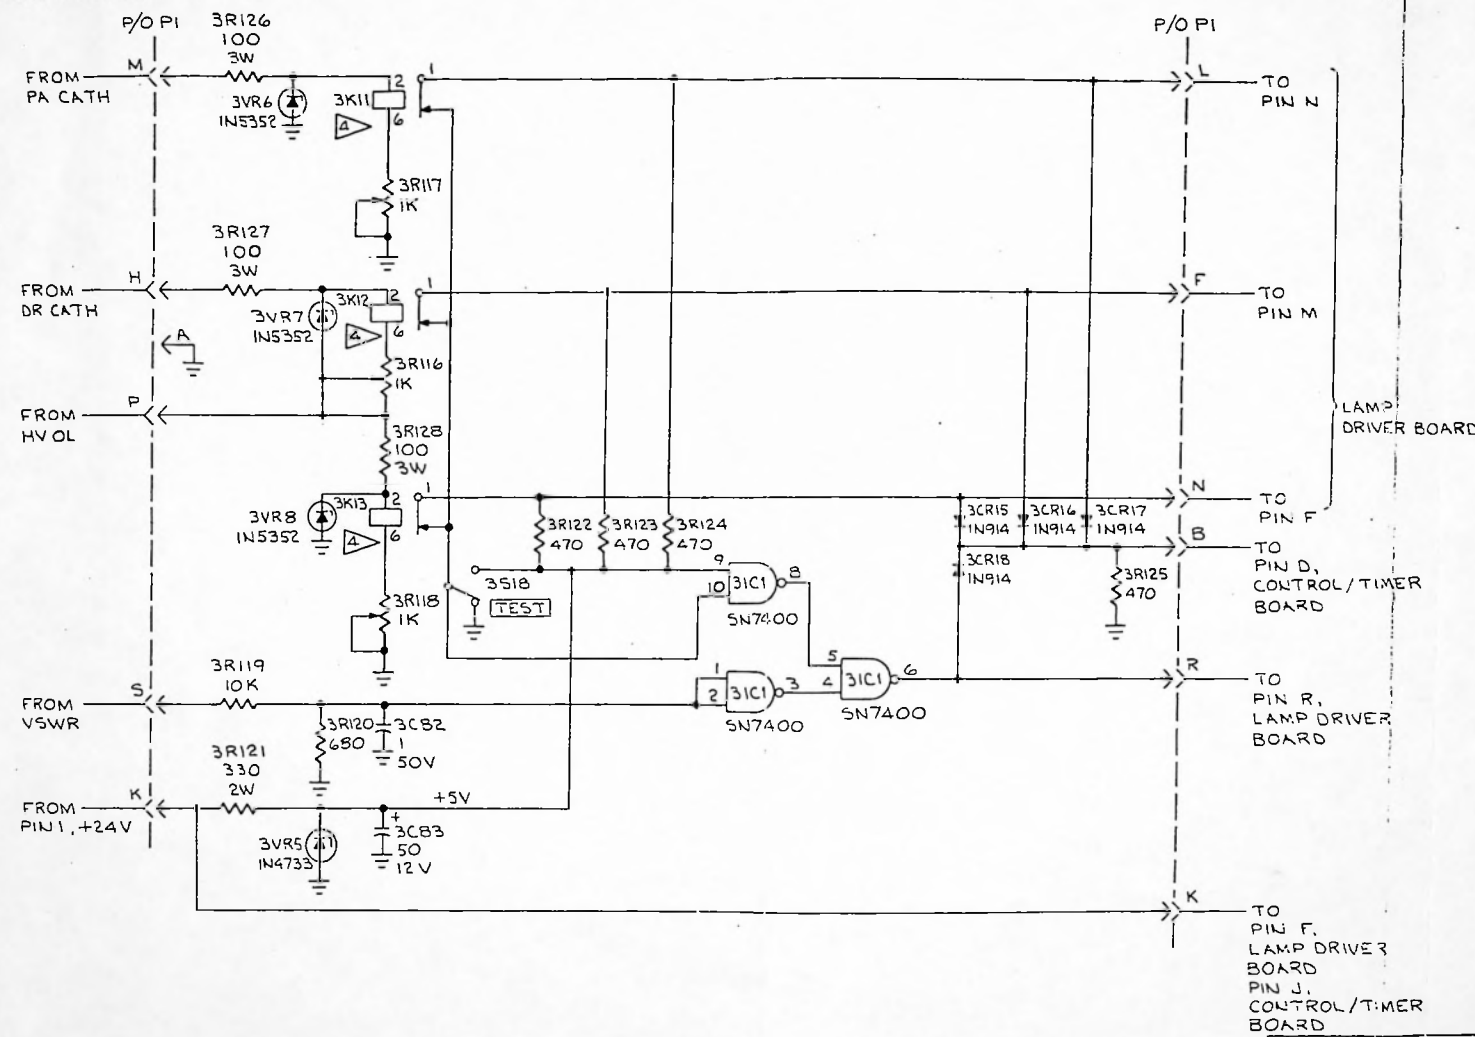 P/O P1
3R126
100
3W
P/O P1
M
FROM
PA CATH
3VR6
1N5352
3K11
2
6
4
1
L
TO
PIN N
3R117
1K
3R127
100
3W
H
FROM
DR CATH
3VR7
1N5352
3K12
2
6
4
1
F
TO
PIN M
A
3R116
1K
P
FROM
HV OL
LAMP
DRIVER BOARD
3R128
100
3W
3VR8
1N5352
3K13
2
6
4
1
N
TO
PIN F
3R122
470
3R123
470
3R124
470
3CR15
1N914
3CR16
1N914
3CR17
1N914
B
TO
PIN D,
CONTROL/TIMER
BOARD
3CR18
1N914
3R125
470
3S18
TEST
9
10
3IC1
8
SN7400
3R118
1K
3R119
10K
S
FROM
VSWR
3R120
680
3C82
1
50V
1
2
3IC1
3
SN7400
5
4
3IC1
6
SN7400
R
TO
PIN R,
LAMP DRIVER
BOARD
3R121
330
2W
K
FROM
PIN 1, +24V
+5V
3VR5
1N4733
+
3C83
50
12V
K
TO
PIN F,
LAMP DRIVER
BOARD
PIN J,
CONTROL/TIMER
BOARD